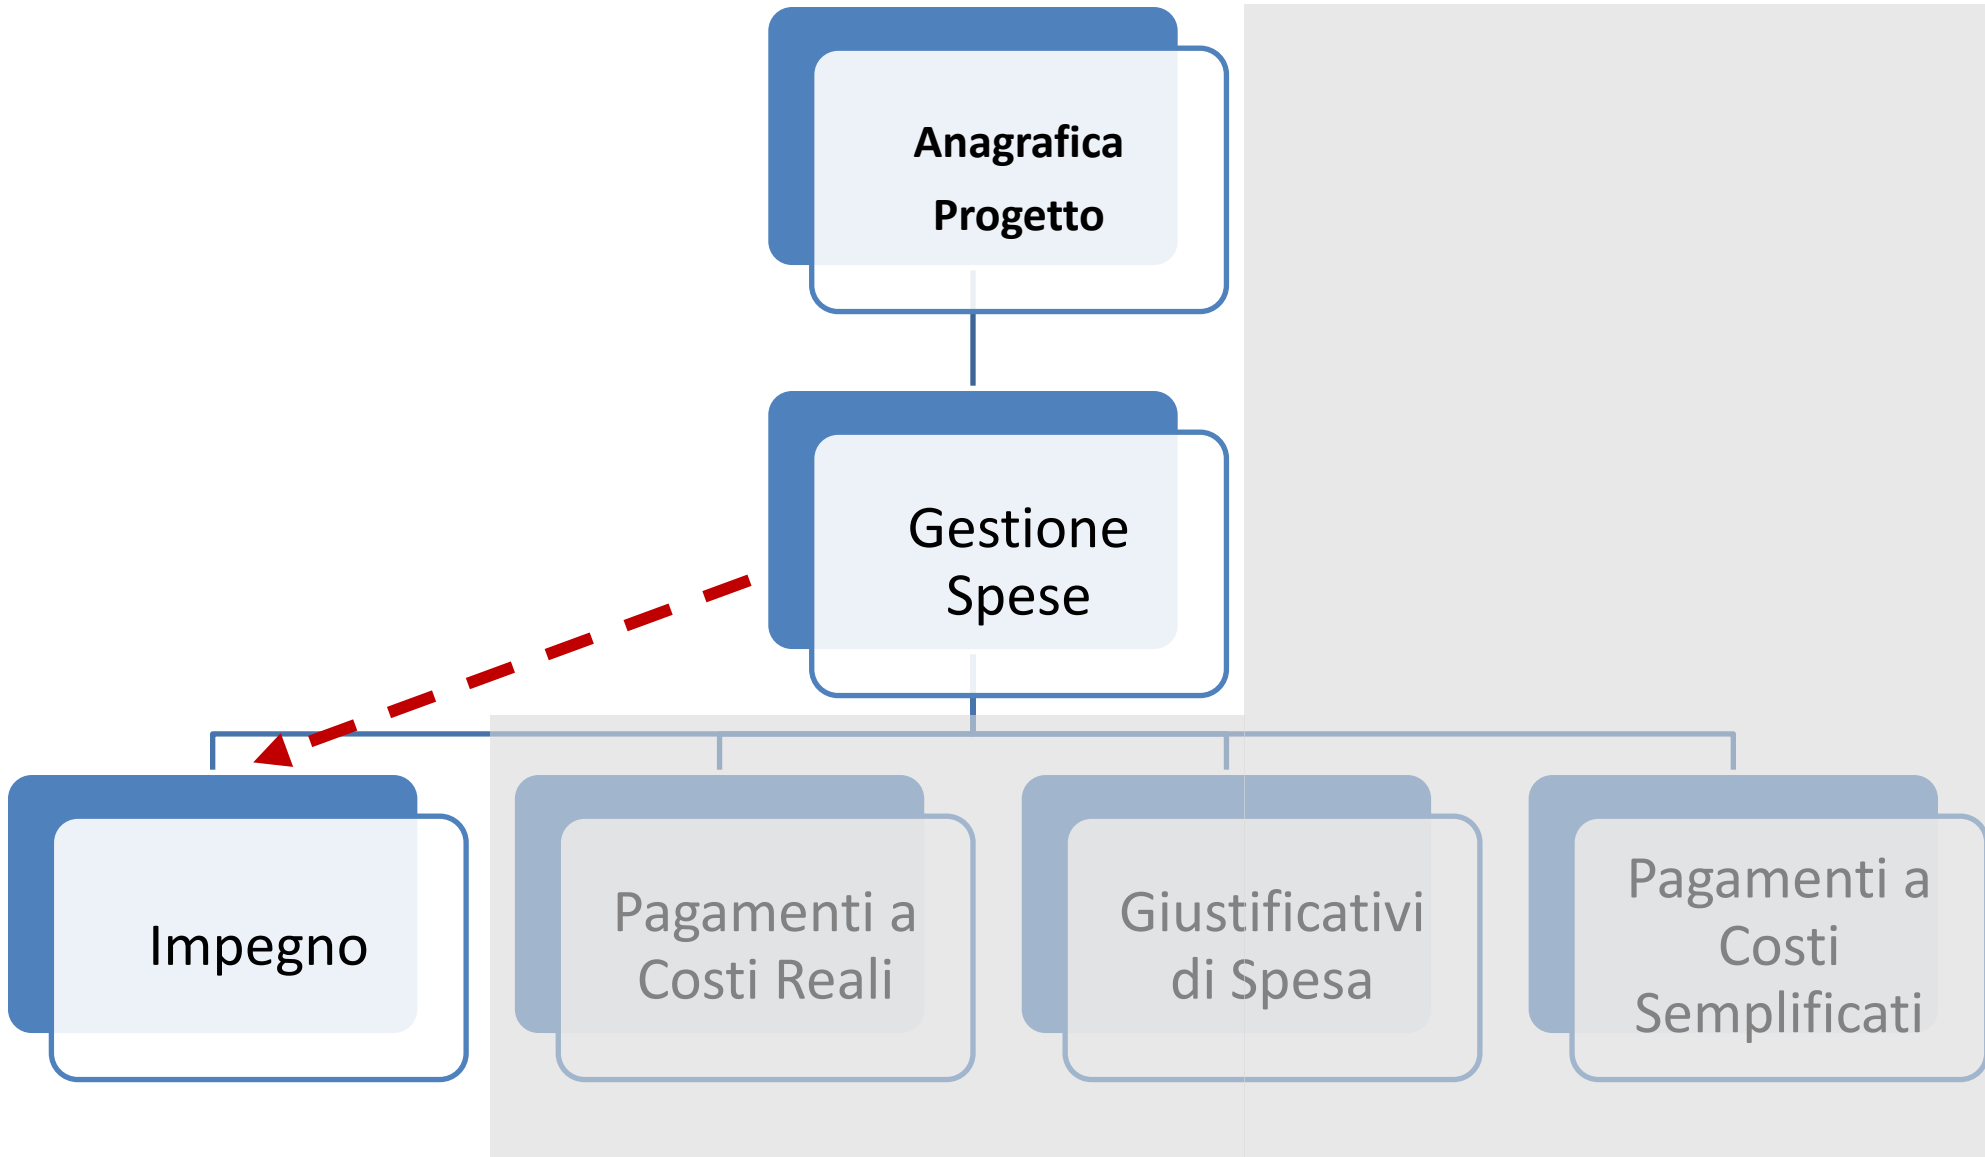 Anagrafica
Progetto
Gestione
Spese
Impegno
Pagamenti a
Costi Reali
Giustificativi
di Spesa
Pagamenti a
Costi
Semplificati